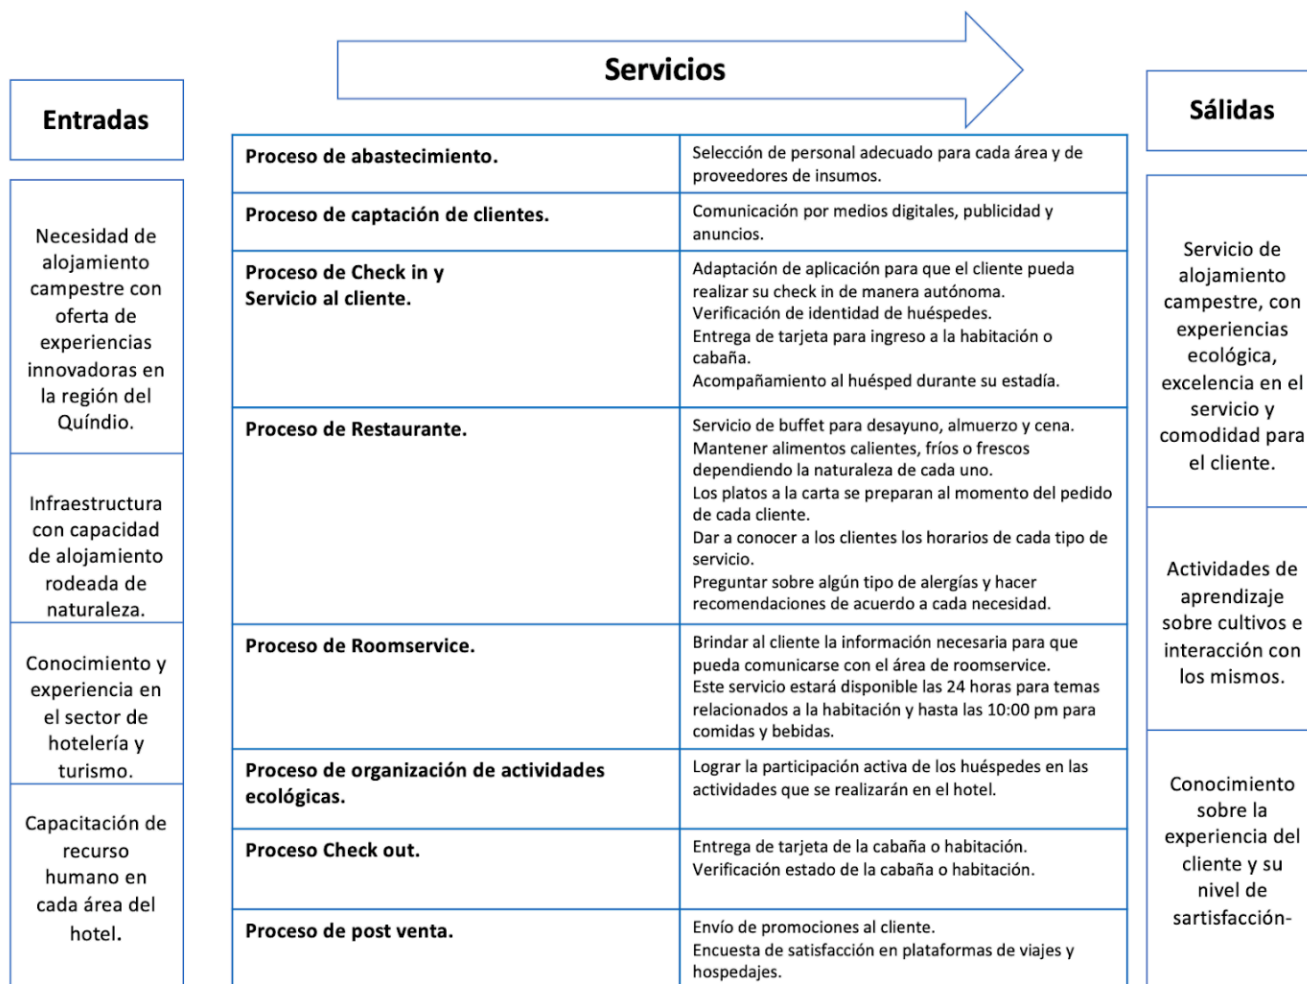 Servicios
Entradas
Necesidad de
alojamiento
campestre con
oferta de
experiencias
innovadoras en
la región del
Quíndio.
Infraestructura
con capacidad
de alojamiento
rodeada de
naturaleza.
Conocimiento y
experiencia en
el sector de
hotelería y
turismo.
Capacitación de
recurso
humano en
cada área del
hotel.
Proceso de abastecimiento.
Selección de personal adecuado para cada área y de
proveedores de insumos.
Proceso de captación de clientes.
Comunicación por medios digitales, publicidad y
anuncios.
Proceso de Check in y
Servicio al cliente.
Adaptación de aplicación para que el cliente pueda
realizar su check in de manera autónoma.
Verificación de identidad de huéspedes.
Entrega de tarjeta para ingreso a la habitación o
cabaña.
Acompañamiento al huésped durante su estadía.
Proceso de Restaurante.
Servicio de buffet para desayuno, almuerzo y cena.
Mantener alimentos calientes, fríos o frescos
dependiendo la naturaleza de cada uno.
Los platos a la carta se preparan al momento del pedido
de cada cliente.
Dar a conocer a los clientes los horarios de cada tipo de
servicio.
Preguntar sobre algún tipo de alergías y hacer
recomendaciones de acuerdo a cada necesidad.
Proceso de Roomservice.
Brindar al cliente la información necesaria para que
pueda comunicarse con el área de roomservice.
Este servicio estará disponible las 24 horas para temas
relacionados a la habitación y hasta las 10:00 pm para
comidas y bebidas.
Proceso de organización de actividades
ecológicas.
Lograr la participación activa de los huéspedes en las
actividades que se realizarán en el hotel.
Proceso Check out.
Entrega de tarjeta de la cabaña o habitación.
Verificación estado de la cabaña o habitación.
Proceso de post venta.
Envío de promociones al cliente.
Encuesta de satisfacción en plataformas de viajes y
hospedajes.
Sálidas
Servicio de
alojamiento
campestre, con
experiencias
ecológica,
excelencia en el
servicio y
comodidad para
el cliente.
Actividades de
aprendizaje
sobre cultivos e
interacción con
los mismos.
Conocimiento
sobre la
experiencia del
cliente y su
nivel de
sartisfacción-